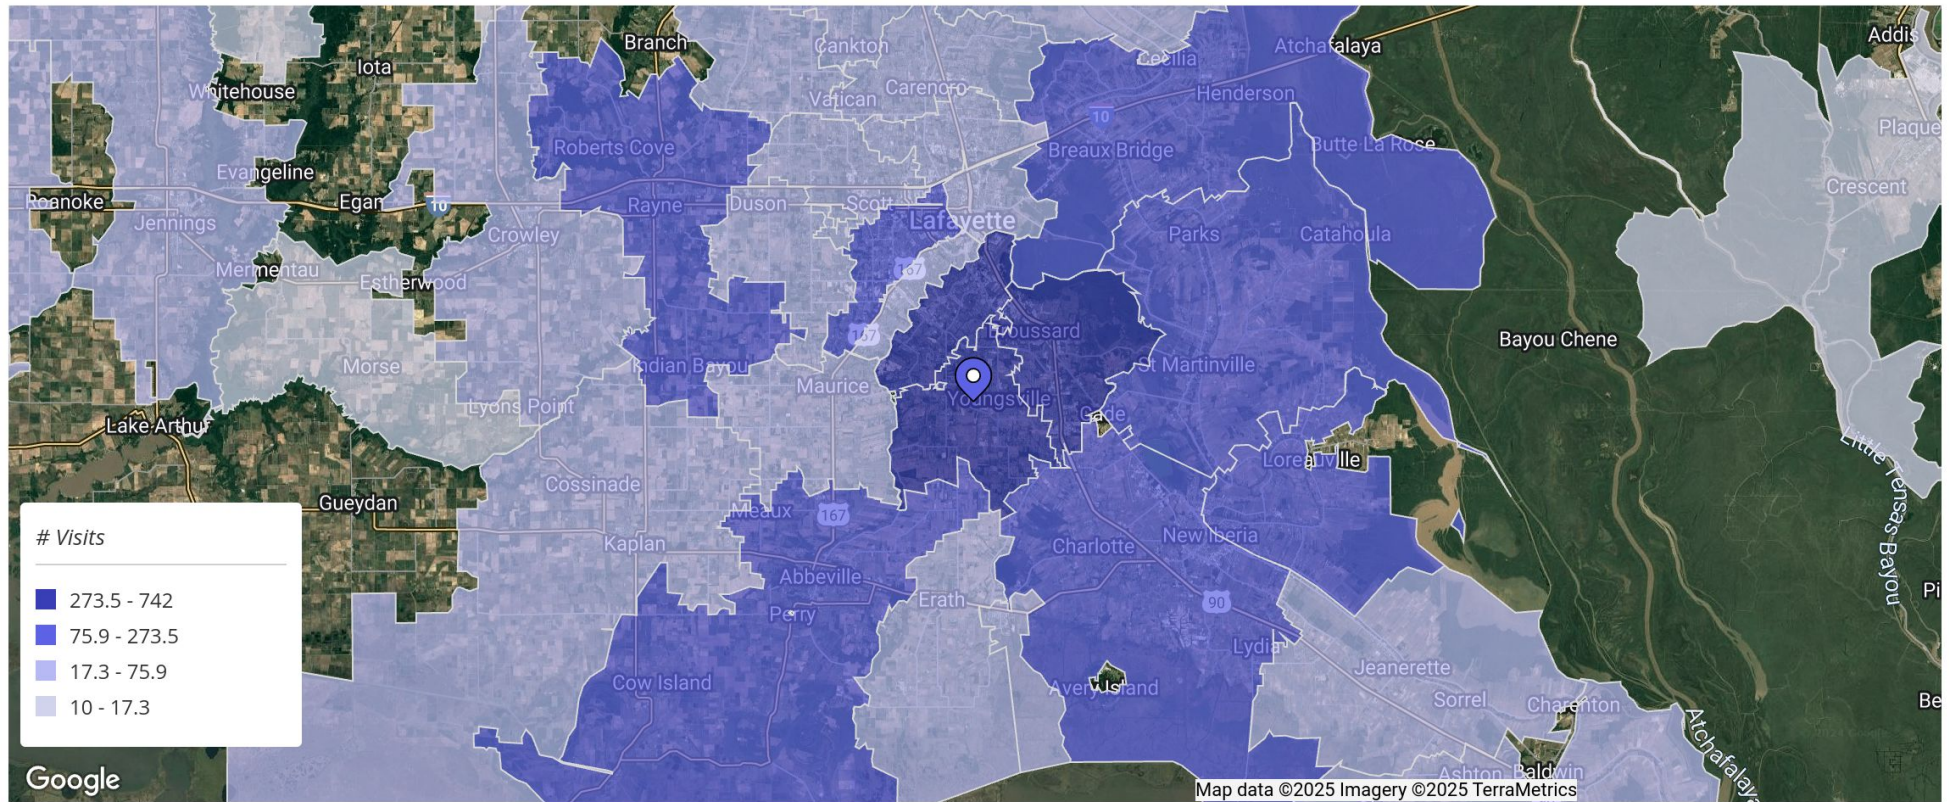 Branch
Cankton
Cecilia
Atchafalaya
Addis
Iota
Whitehouse
Vatican
Carencro
Henderson
10
Plaque
Roberts Cove
Breaux Bridge
Butte La Rose
Evangeline
Crescent
Roanoke
Egan
10
Rayne
Duson
Scott
Lafayette
Jennings
Crowley
Parks
Catahoula
Mermentau
Estherwood
167
Broussard
167
Bayou Chene
Morse
Indian Bayou
Maurice
St Martinville
Youngsville
Lyons Point
Cade
Lake Arthur
Little Tensas Bayou
Loreauville
Cossinade
Gueydan
Meaux
167
Kaplan
Charlotte
New Iberia
Abbeville
Pi
Erath
90
Perry
Lydia
Jeanerette
Cow Island
Avery Island
Sorrel
Charenton
Be
Atchafalaya
Ashton
Baldwin
# Visits
273.5 - 742
75.9 - 273.5
17.3 - 75.9
10 - 17.3
Google
Map data ©2025 Imagery ©2025 TerraMetrics